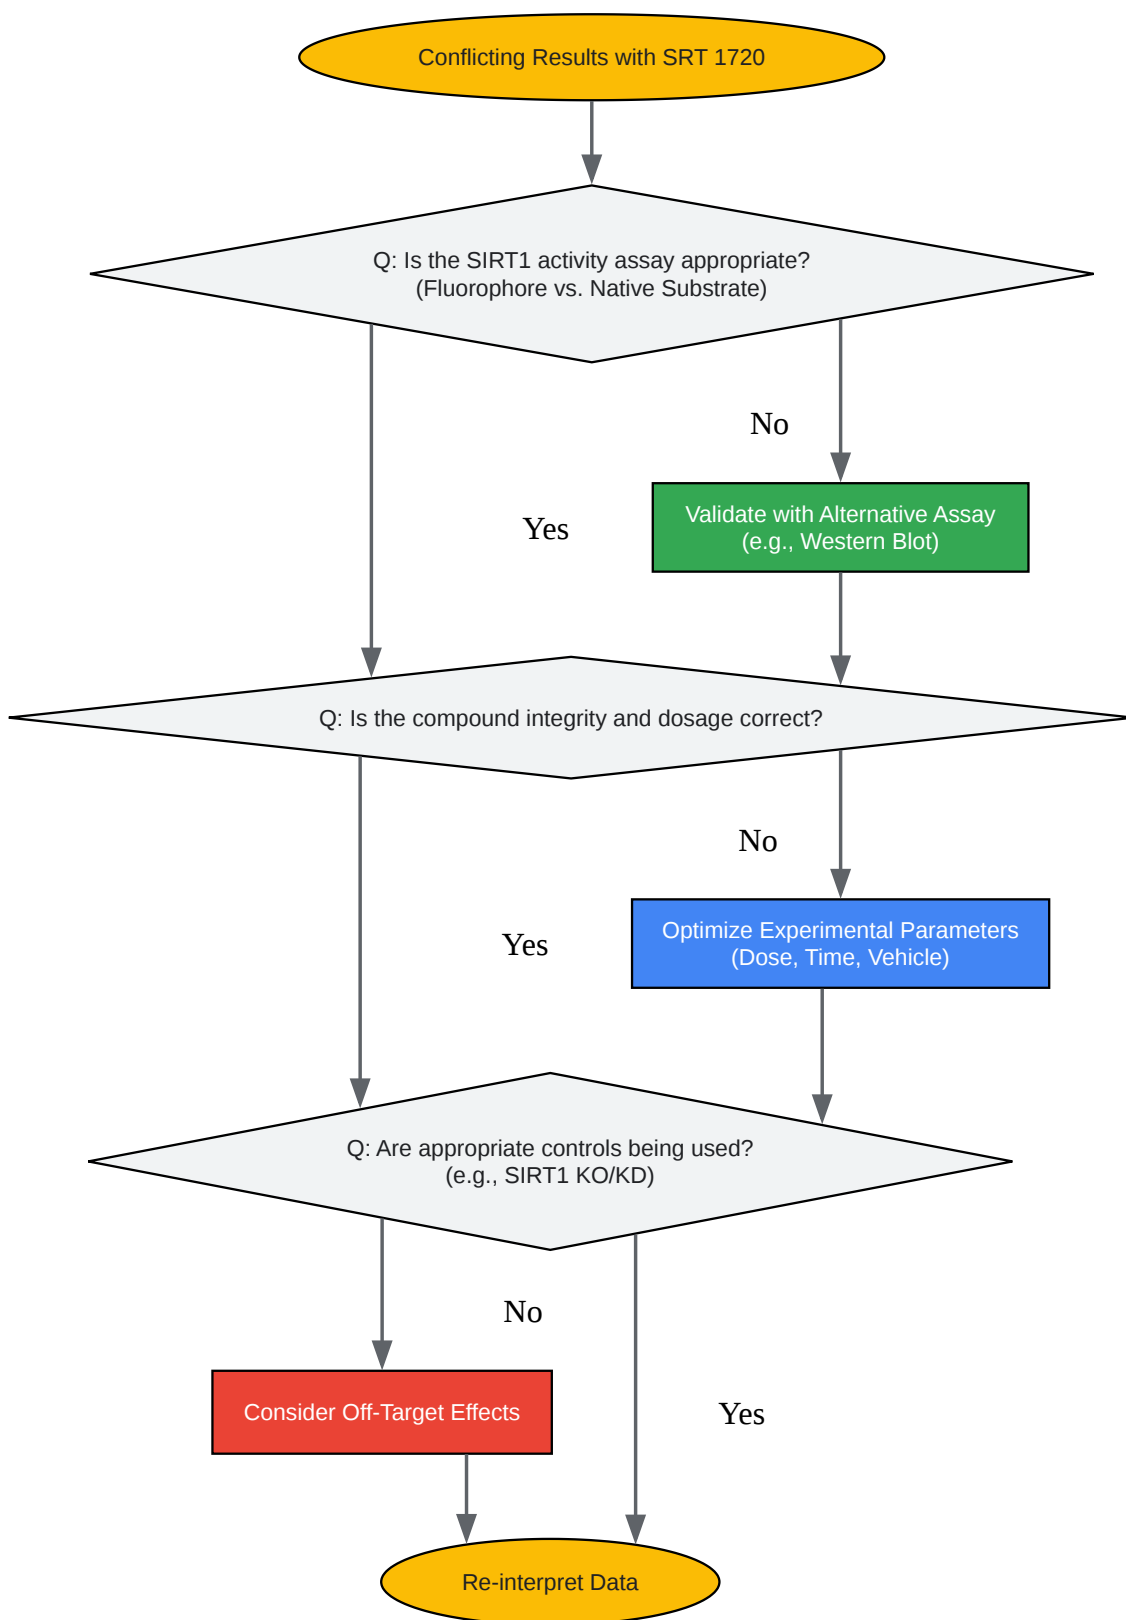 Conflicting Results with SRT 1720
Q: Is the SIRT1 activity assay appropriate?
(Fluorophore vs. Native Substrate)
No
Yes
Validate with Alternative Assay
(e.g., Western Blot)
Q: Is the compound integrity and dosage correct?
No
Yes
Optimize Experimental Parameters
(Dose, Time, Vehicle)
Q: Are appropriate controls being used?
(e.g., SIRT1 KO/KD)
No
Consider Off-Target Effects
Yes
Re-interpret Data